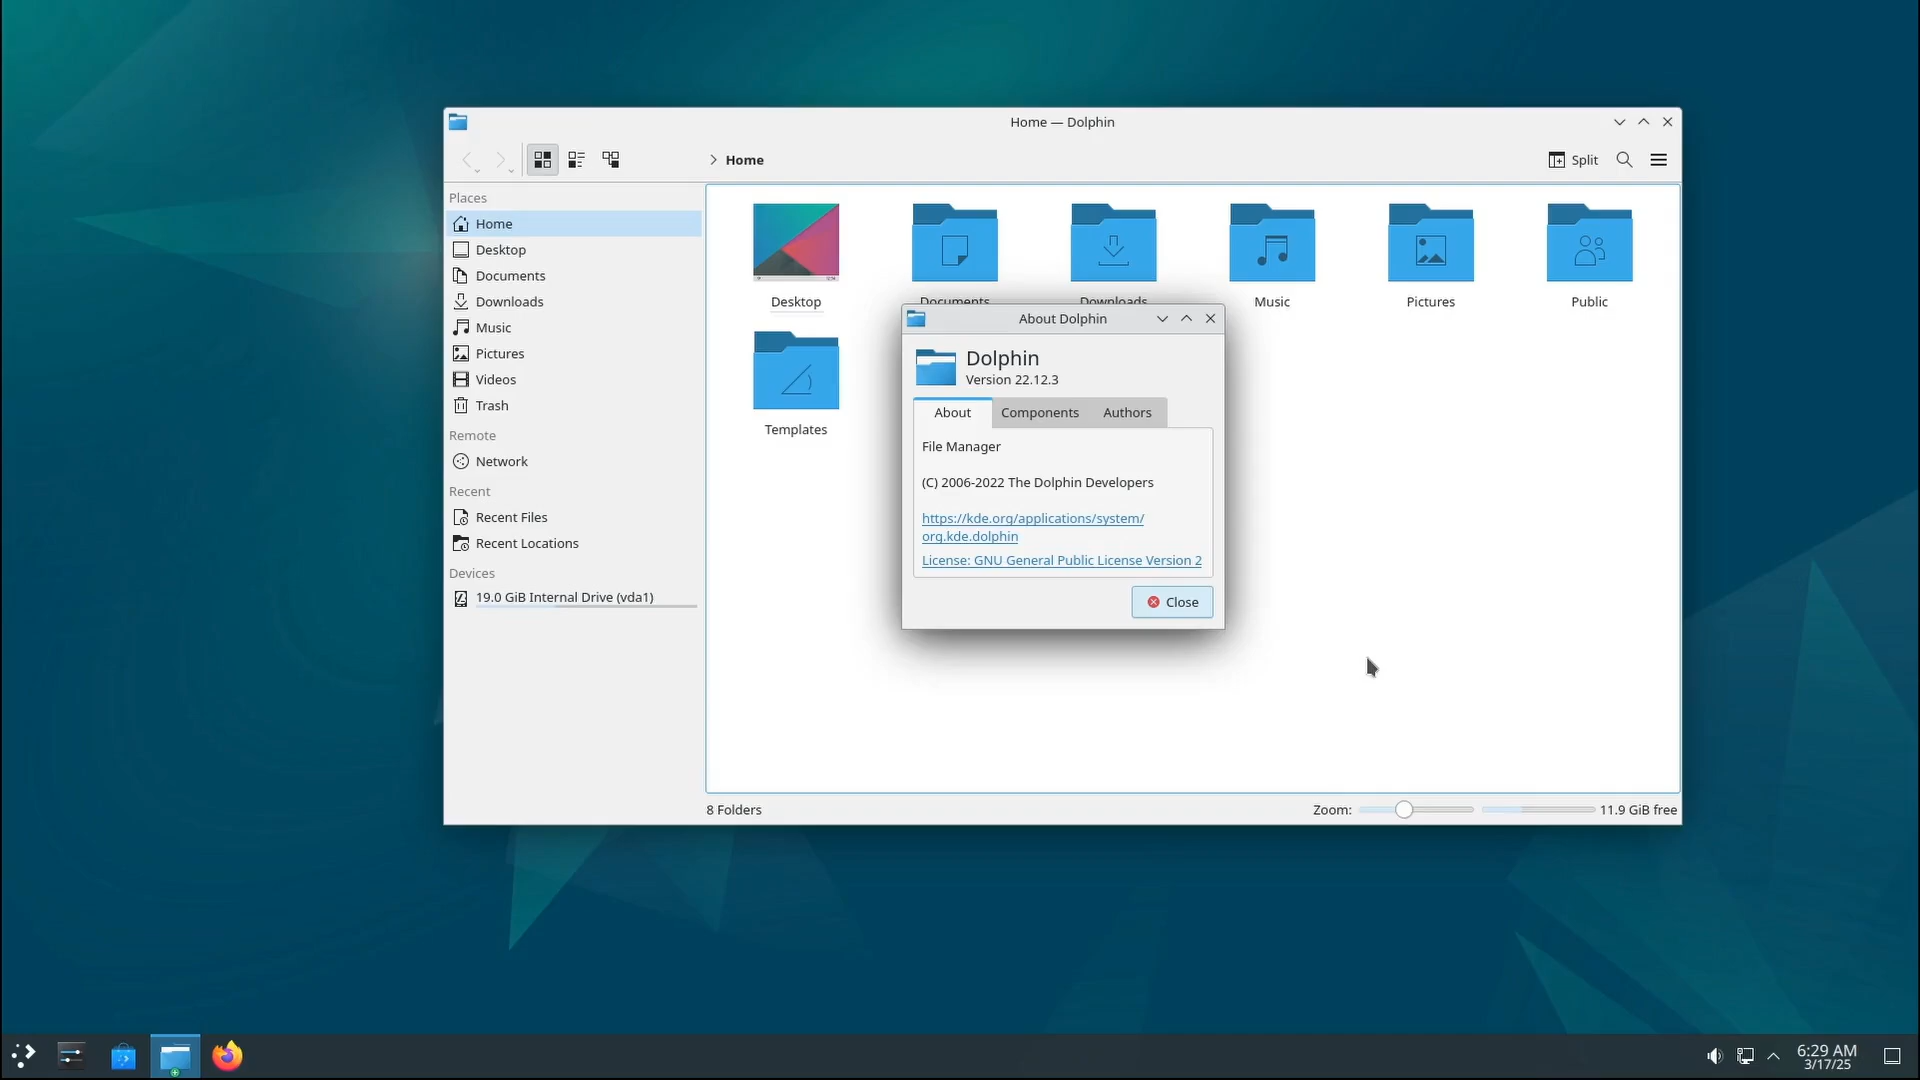 Home — Dolphin
Home
Split
Places
Home
Desktop
Documents
Downloads
Music
Pictures
Videos
Trash
Remote
Network
Recent
Recent Files
Recent Locations
Devices
19.0 GiB Internal Drive (vda1)
Desktop
Documents
Downloads
Music
Pictures
Public
Templates
About Dolphin
Dolphin
Version 22.12.3
About Components Authors
File Manager
(C) 2006-2022 The Dolphin Developers
https://kde.org/applications/system/
org.kde.dolphin
License: GNU General Public License Version 2
Close
8 Folders
Zoom:
11.9 GiB free
6:29 AM
3/17/25